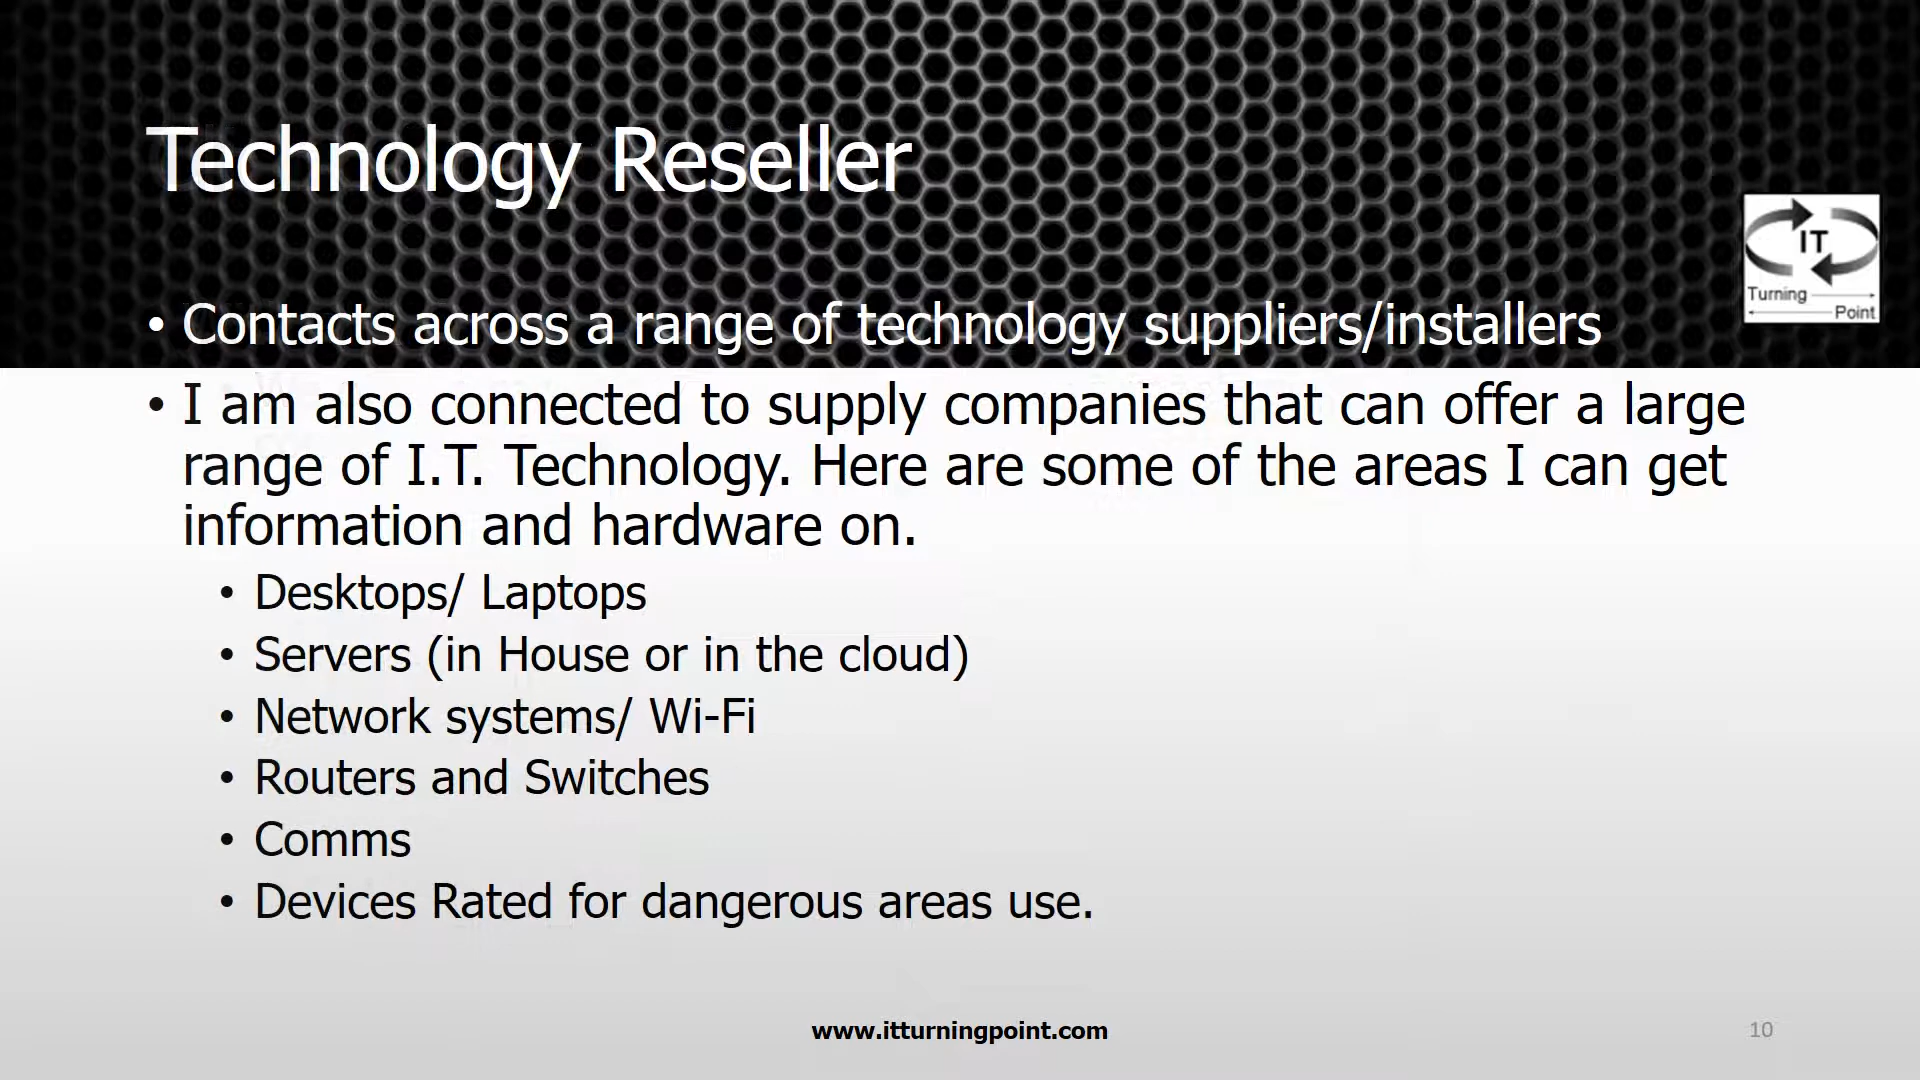 Technology Reseller
IT
Turning
Point
• Contacts across a range of technology suppliers/installers
• I am also connected to supply companies that can offer a large
range of I.T. Technology. Here are some of the areas I can get
information and hardware on.
• Desktops/ Laptops
• Servers (in House or in the cloud)
• Network systems/ Wi-Fi
• Routers and Switches
• Comms
• Devices Rated for dangerous areas use.
www.itturningpoint.com
10